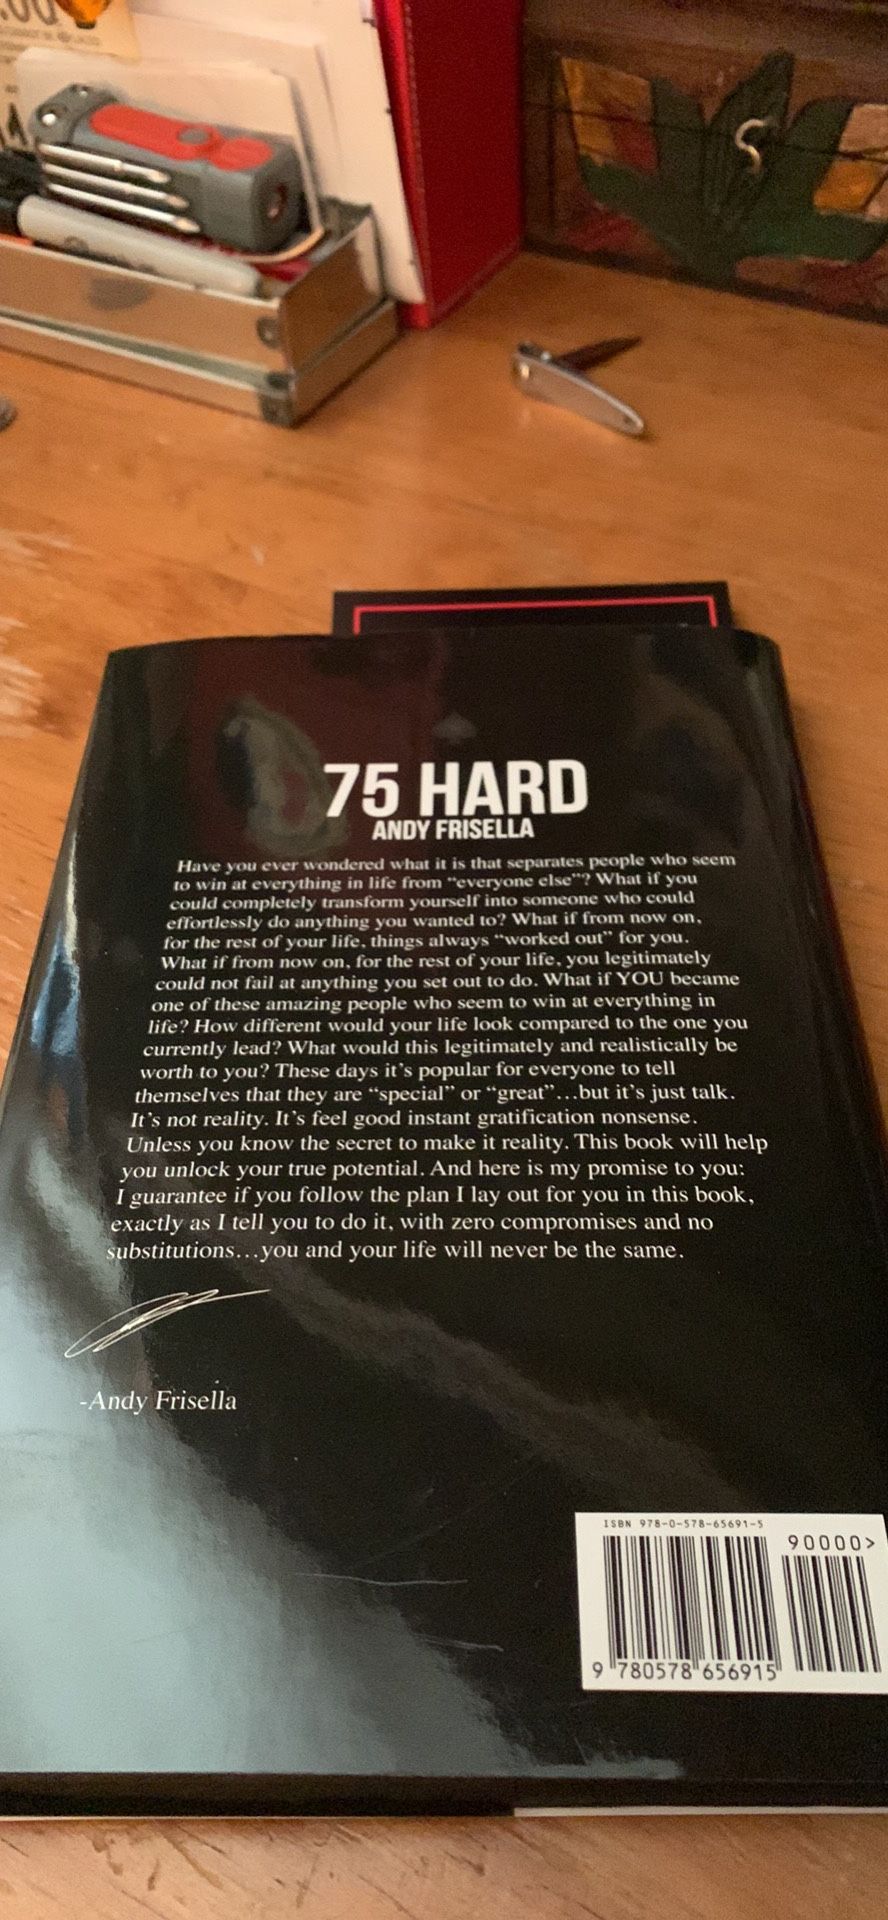 75 HARD
ANDY FRISELLA
Have you ever wondered what it is that separates people who seem
to win at everything in life from “everyone else”? What if you
could completely transform yourself into someone who could
effortlessly do anything you wanted to? What if from now on,
for the rest of your life, things always “worked out” for you.
What if from now on, for the rest of your life, you legitimately
could not fail at anything you set out to do. What if YOU became
one of these amazing people who seem to win at everything in
life? How different would your life look compared to the one you
currently lead? What would this legitimately and realistically be
worth to you? These days it’s popular for everyone to tell
themselves that they are “special” or “great”…but it’s just talk.
It’s not reality. It’s feel good instant gratification nonsense.
Unless you know the secret to make it reality. This book will help
you unlock your true potential. And here is my promise to you:
I guarantee if you follow the plan I lay out for you in this book,
exactly as I tell you to do it, with zero compromises and no
substitutions…you and your life will never be the same.
-Andy Frisella
ISBN 978-0-578-65691-5
90000>
9 780578 656915